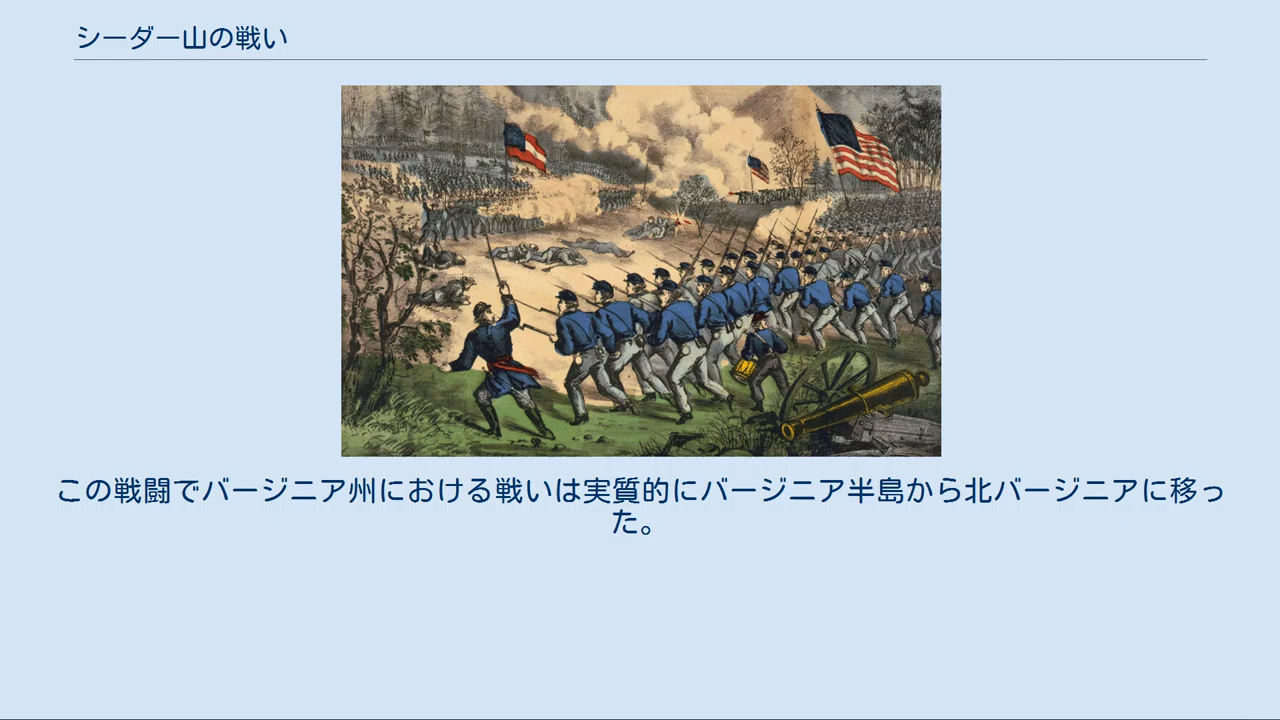 シーダー山の戦い
この戦闘でバージニア州における戦いは実質的にバージニア半島から北バージニアに移っ
た。